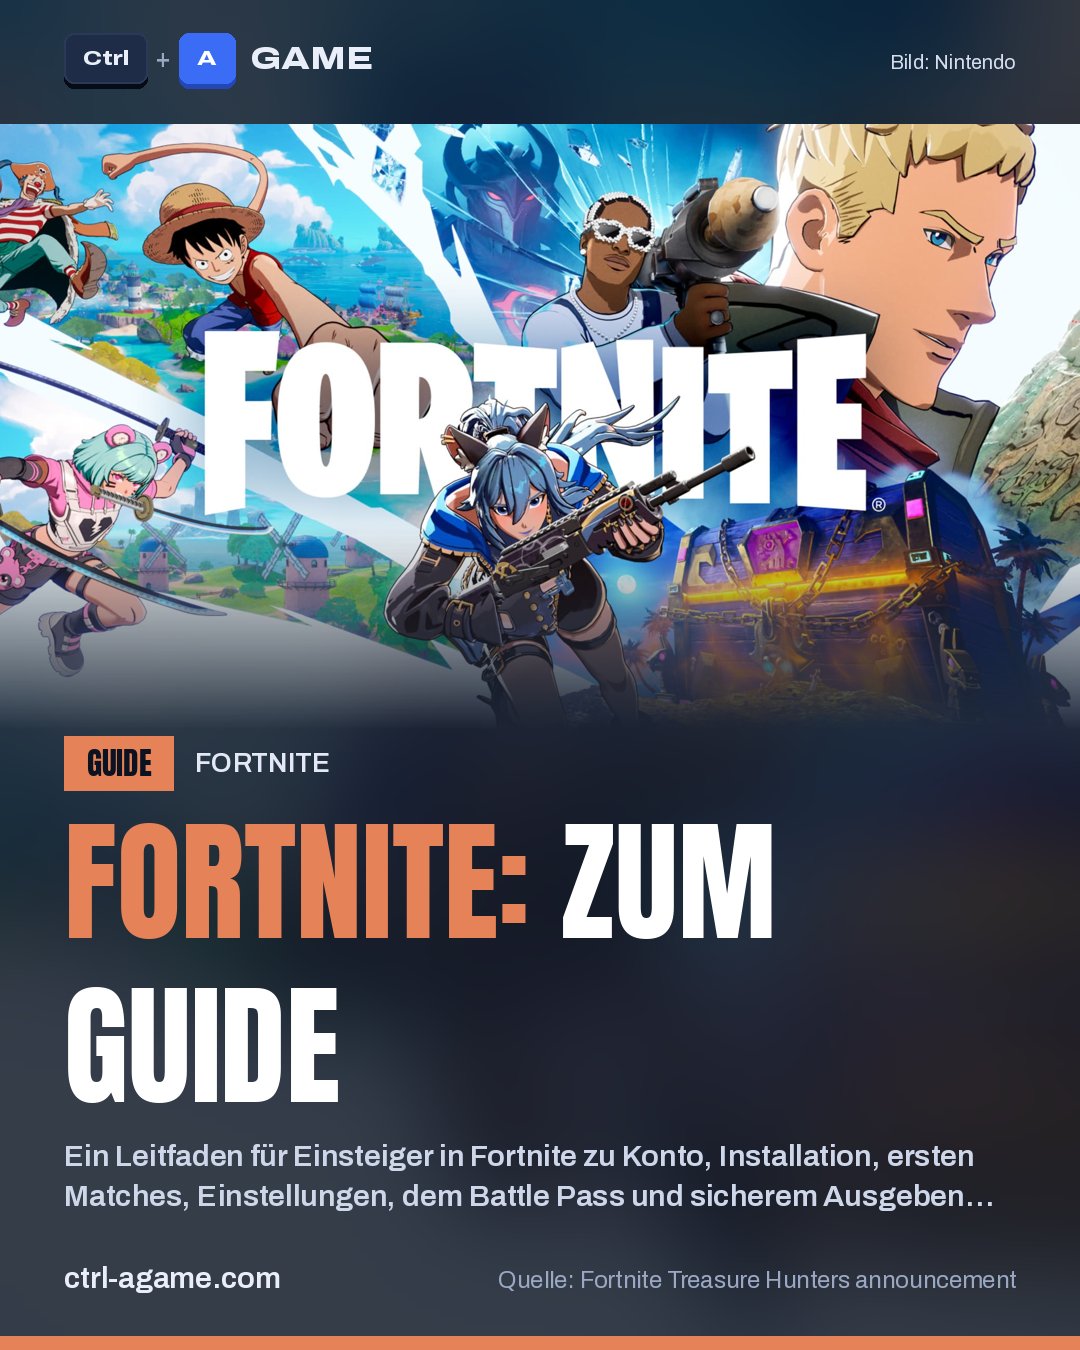 Ctrl + A GAME
Bild: Nintendo
FORTNITE
®
GUIDE FORTNITE
FORTNITE: ZUM
GUIDE
Ein Leitfaden für Einsteiger in Fortnite zu Konto, Installation, ersten
Matches, Einstellungen, dem Battle Pass und sicherem Ausgeben…
ctrl-agame.com
Quelle: Fortnite Treasure Hunters announcement